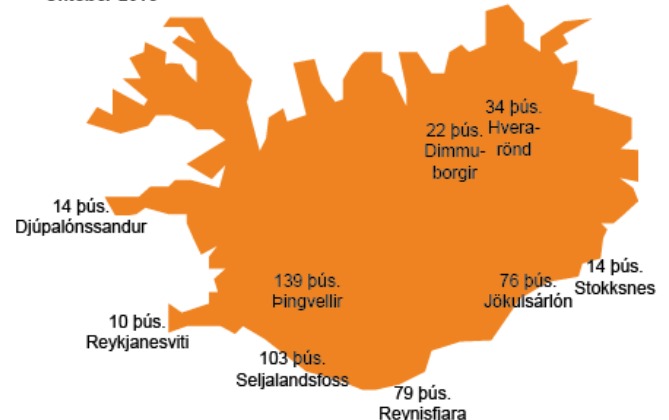 34 þús.
Hvera-
rönd
22 þús.
Dimmu-
borgir
14 þús.
Djúpalónssandur
14 þús.
Stokksnes
139 þús.
Þingvellir
76 þús.
Jökulsárlón
10 þús.
Reykjanesviti
103 þús.
Seljalandsfoss
79 þús.
Reynisfjara